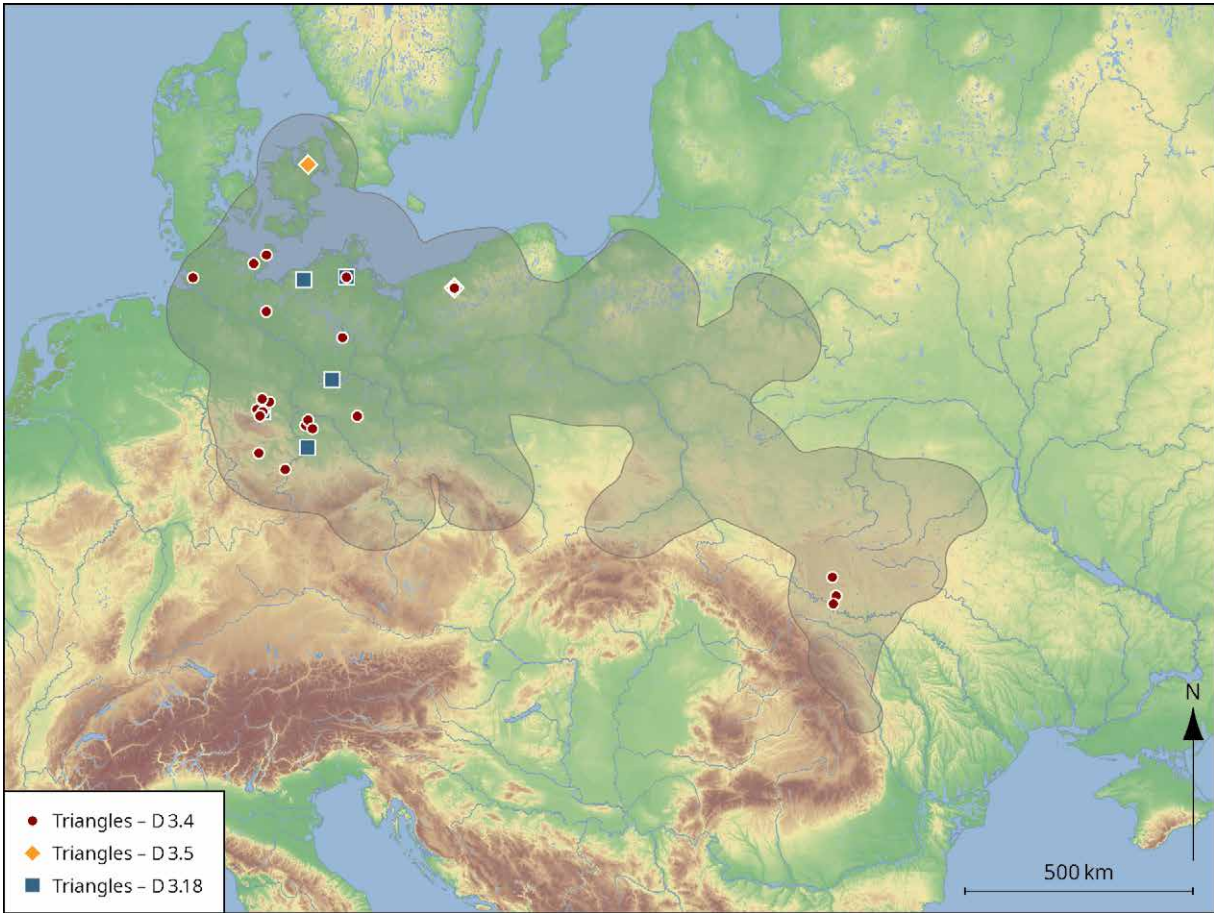 N
500 km
Triangles – D 3.4
Triangles – D 3.5
Triangles – D 3.18